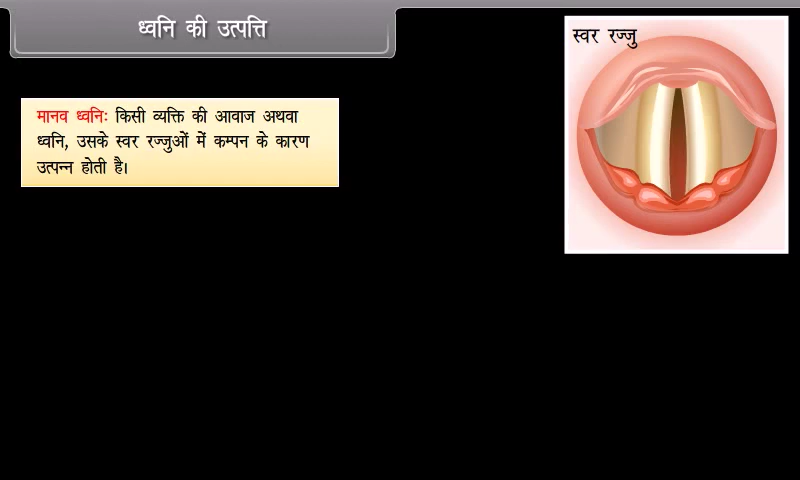 ध्वनि की उत्पत्ति
स्वर रज्जु
मानव ध्वनिः किसी व्यक्ति की आवाज अथवा
ध्वनि, उसके स्वर रज्जुओं में कम्पन के कारण
उत्पन्न होती है।